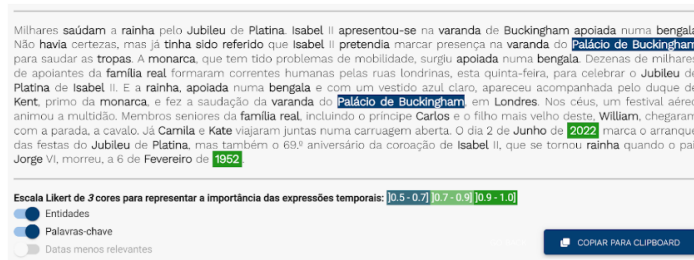 Milhares saúdam a rainha pelo Jubileu de Platina. Isabel II apresentou-se na varanda de Buckingham apoiada numa bengala.
Não havia certezas, mas já tinha sido referido que Isabel II pretendia marcar presença na varanda do Palácio de Buckingham
para saudar as tropas. A monarca, que tem tido problemas de mobilidade, surgiu apoiada numa bengala. Dezenas de milhares
de apoiantes da família real formaram correntes humanas pelas ruas londrinas, esta quinta-feira, para celebrar o Jubileu de
Platina de Isabel II. E a rainha, apoiada numa bengala e com um vestido azul claro, apareceu acompanhada pelo duque de
Kent, primo da monarca, e fez a saudação da varanda do Palácio de Buckingham, em Londres. Nos céus, um festival aéreo
animou a multidão. Membros seniores da família real, incluindo o príncipe Carlos e o filho mais velho deste, William, chegaram
com a parada, a cavalo. Já Camila e Kate viajaram juntas numa carruagem aberta. O dia 2 de Junho de 2022 marca o arranque
das festas do Jubileu de Platina, mas também o 69.º aniversário da coroação de Isabel II, que se tornou rainha quando o pai,
Jorge VI, morreu, a 6 de Fevereiro de 1952.
Escala Likert de 3 cores para representar a importância das expressões temporais: ]0.5 - 0.7] ]0.7 - 0.9] ]0.9 - 1.0]
Entidades
Palavras-chave
Datas menos relevantes
COPIAR PARA CLIPBOARD